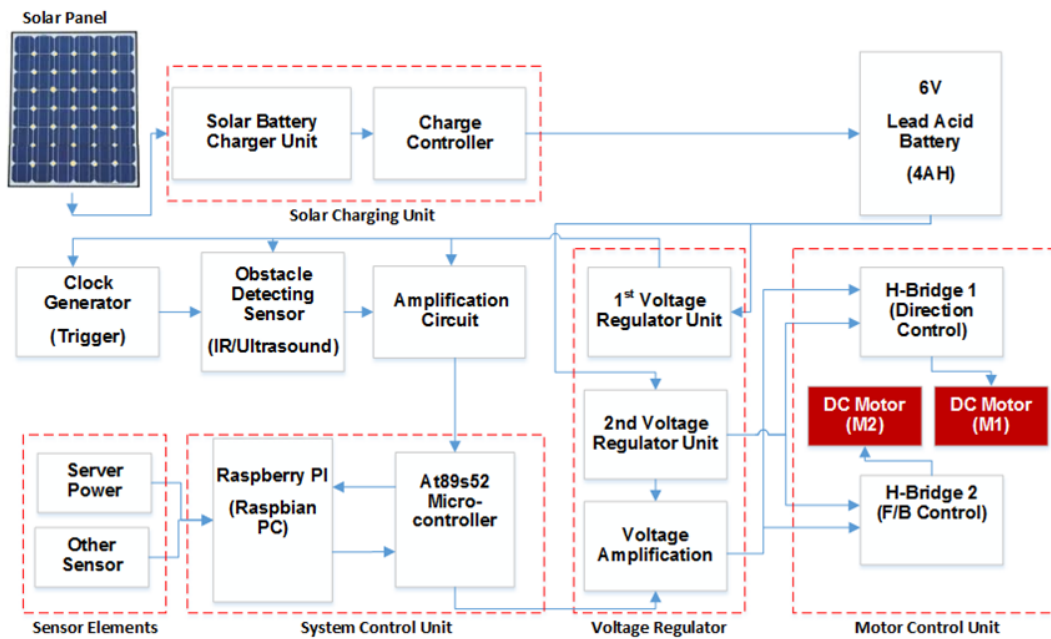 Solar Panel
Solar Battery
Charger Unit
Charge
Controller
6V
Lead Acid
Battery
(4AH)
Solar Charging Unit
Clock
Generator
(Trigger)
Obstacle
Detecting
Sensor
(IR/Ultrasound)
Amplification
Circuit
1st Voltage
Regulator Unit
H-Bridge 1
(Direction
Control)
DC Motor
(M2)
DC Motor
(M1)
2nd Voltage
Regulator Unit
Server
Power
Raspberry PI
(Raspbian
PC)
At89s52
Micro-
controller
H-Bridge 2
(F/B Control)
Other
Sensor
Voltage
Amplification
Sensor Elements
System Control Unit
Voltage Regulator
Motor Control Unit